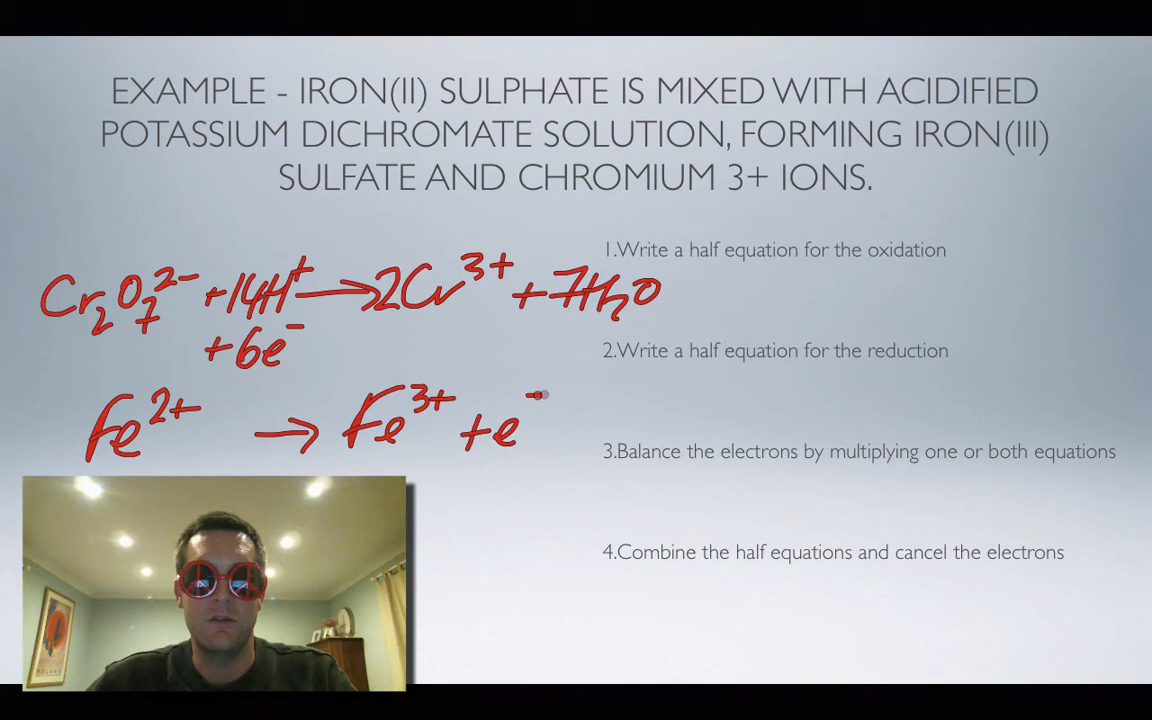 EXAMPLE - IRON(II) SULPHATE IS MIXED WITH ACIDIFIED
POTASSIUM DICHROMATE SOLUTION, FORMING IRON(III)
SULFATE AND CHROMIUM 3+ IONS.
Cr₂O₇²⁻ +14H⁺ → 2Cr³⁺ + 7H₂O
+6e⁻
Fe²⁺ → Fe³⁺ + e⁻
1.Write a half equation for the oxidation
2.Write a half equation for the reduction
3.Balance the electrons by multiplying one or both equations
4.Combine the half equations and cancel the electrons